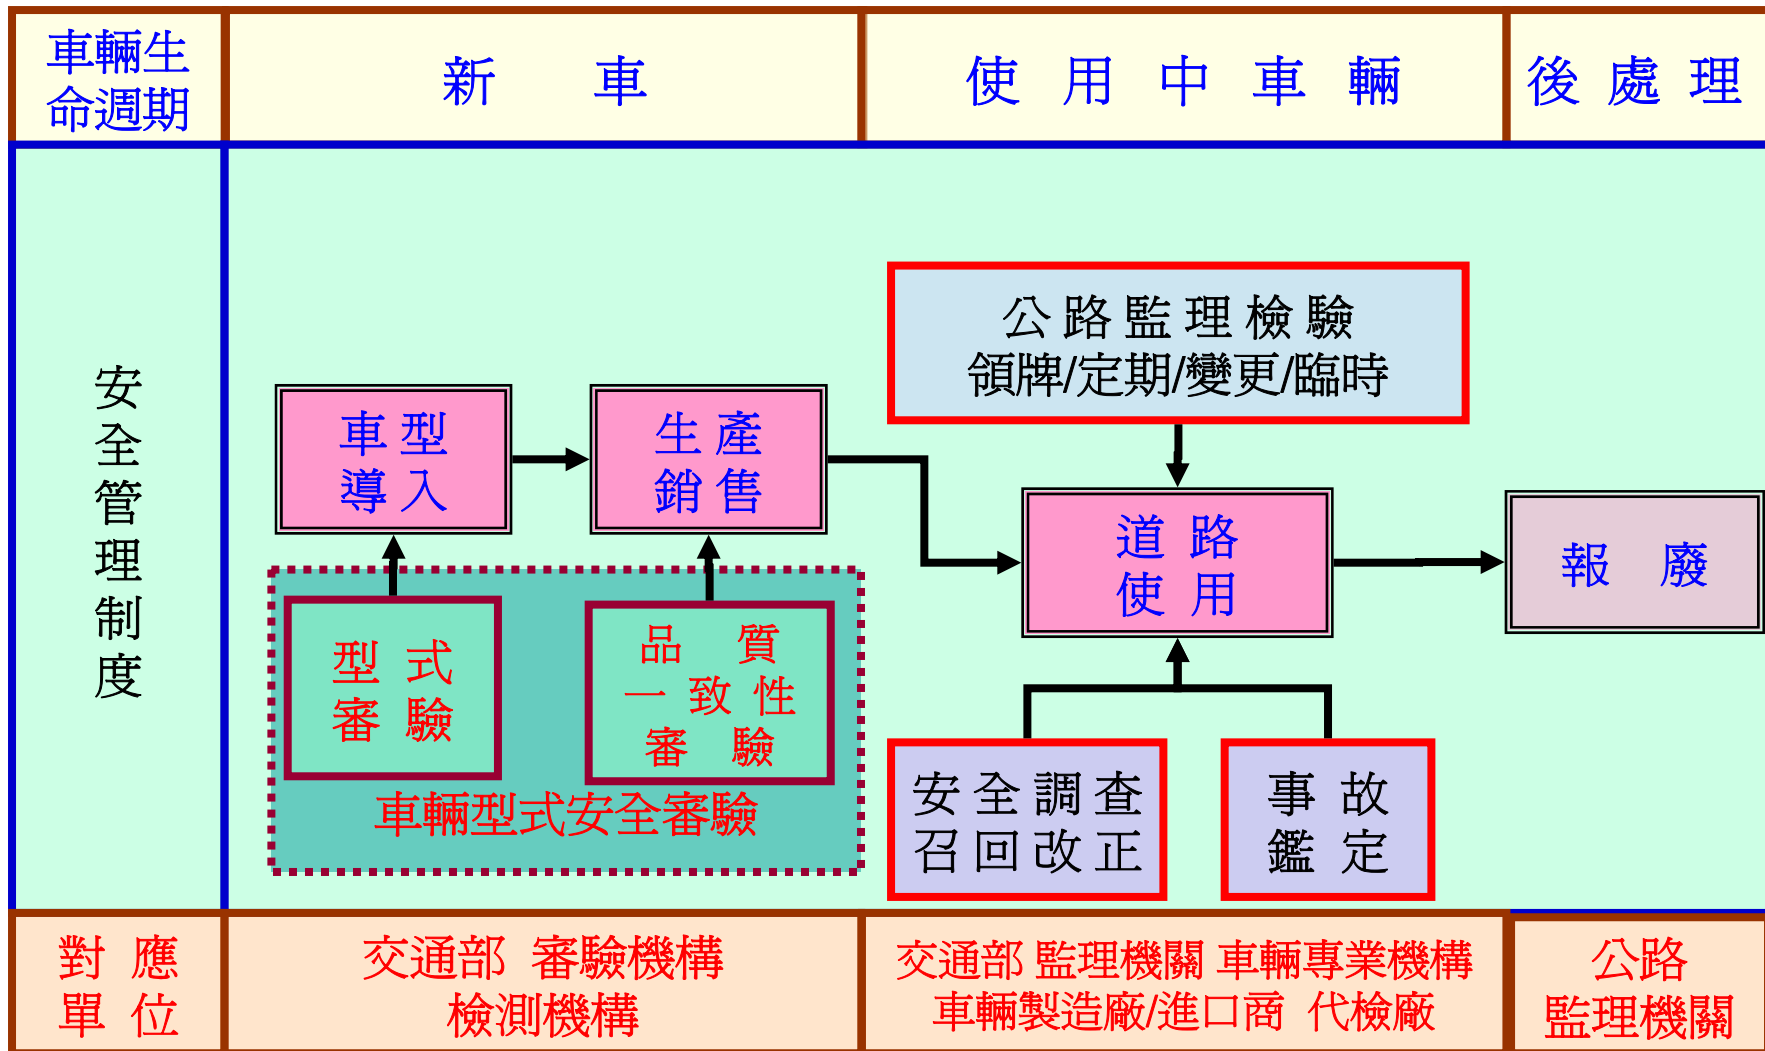 車輛生
命週期
新 車
使 用 中 車 輛
後 處 理
安
全
管
理
制
度
公 路 監 理 檢 驗
領牌/定期/變更/臨時
車 型
導 入
生 產
銷 售
道 路
使 用
報 廢
型 式
審 驗
品 質
一 致 性
審 驗
車輛型式安全審驗
安 全 調 查
召 回 改 正
事 故
鑑 定
對 應
單 位
交通部 審驗機構
檢測機構
交通部 監理機關 車輛專業機構
車輛製造廠/進口商 代檢廠
公路
監理機關